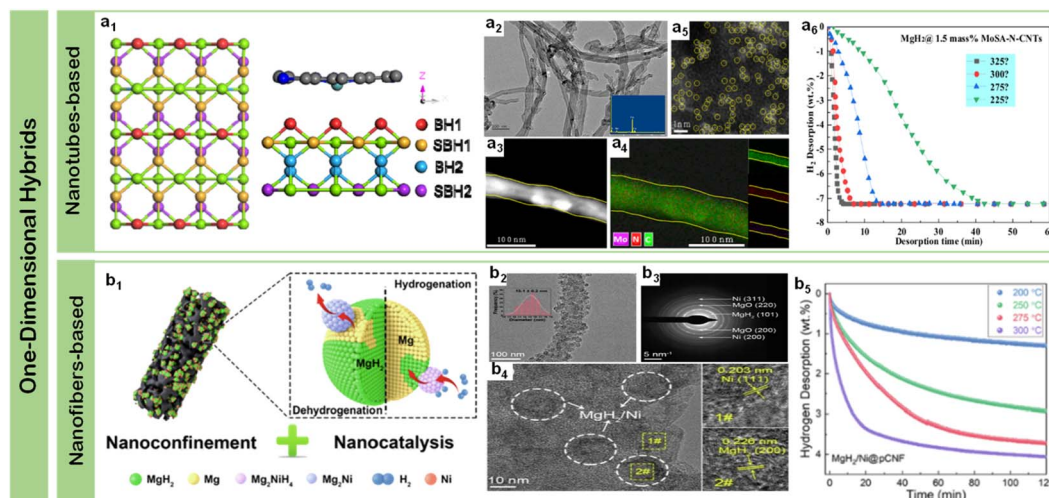 One-Dimensional Hybrids
Nanotubes-based
a1
Z
BH1
SBH1
BH2
SBH2
a2
a5
1nm
a3
100 nm
a4
Mo N C
100 nm
a6
MgH2@ 1.5 mass% MoSA-N-CNTs
325?
300?
275?
225?
H2 Desorption (wt.%)
0
-1
-2
-3
-4
-5
-6
-7
-8
0 10 20 30 40 50 60
Desorption time (min)
Nanofibers-based
b1
Hydrogenation
MgH2
Mg
Dehydrogenation
Nanoconfinement
Nanocatalysis
MgH2 Mg Mg2NiH4 Mg2Ni H2 Ni
b2
100 nm
b3
Ni (311)
MgO (220)
MgH2 (101)
MgO (200)
Ni (200)
5 nm-1
b4
MgH2/Ni
1#
2#
10 nm
0.203 nm
Ni (111)
1#
0.226 nm
MgH2 (200)
2#
b5
200 °C
250 °C
275 °C
300 °C
Hydrogen Desorption (wt.%)
0
1
2
3
4
MgH2/Ni@pCNF
0 20 40 60 80 100 120
Time (min)